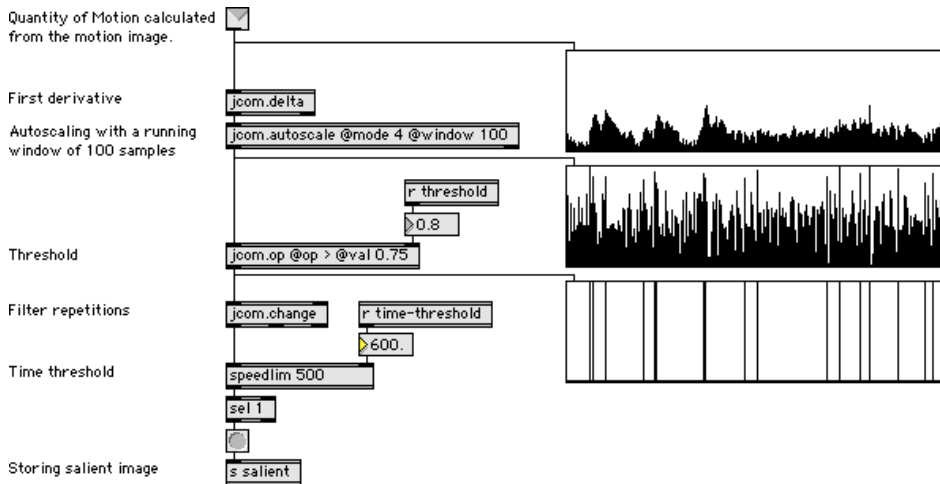 Quantity of Motion calculated
from the motion image.
First derivative
jcom.delta
Autoscaling with a running
window of 100 samples
jcom.autoscale @mode 4 @window 100
r threshold
0.8
Threshold
jcom.op @op > @val 0.75
Filter repetitions
jcom.change
r time-threshold
600.
Time threshold
speedlim 500
sel 1
Storing salient image
s salient